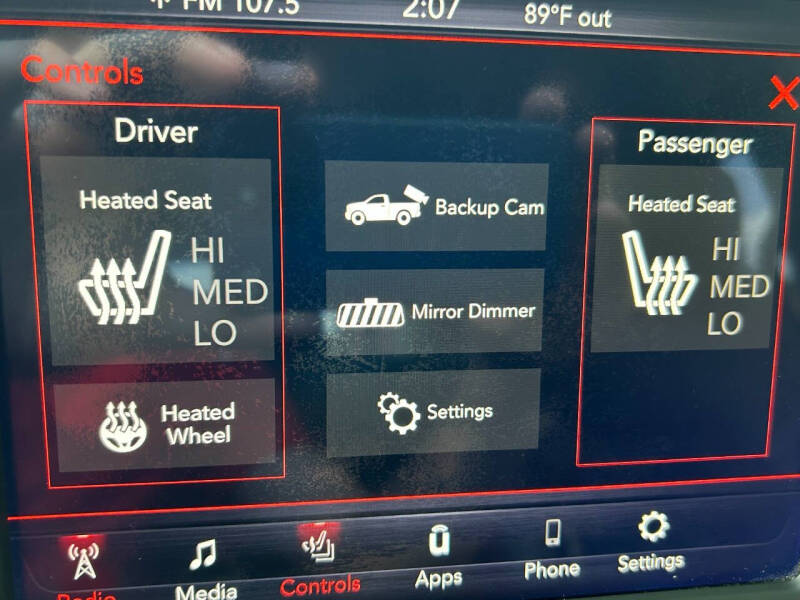 FM 107.5 2:07 89°F out
Controls
X
Driver
Heated Seat
HI
MED
LO
Heated
Wheel
Backup Cam
Mirror Dimmer
Settings
Passenger
Heated Seat
HI
MED
LO
Radio Media Controls Apps Phone Settings